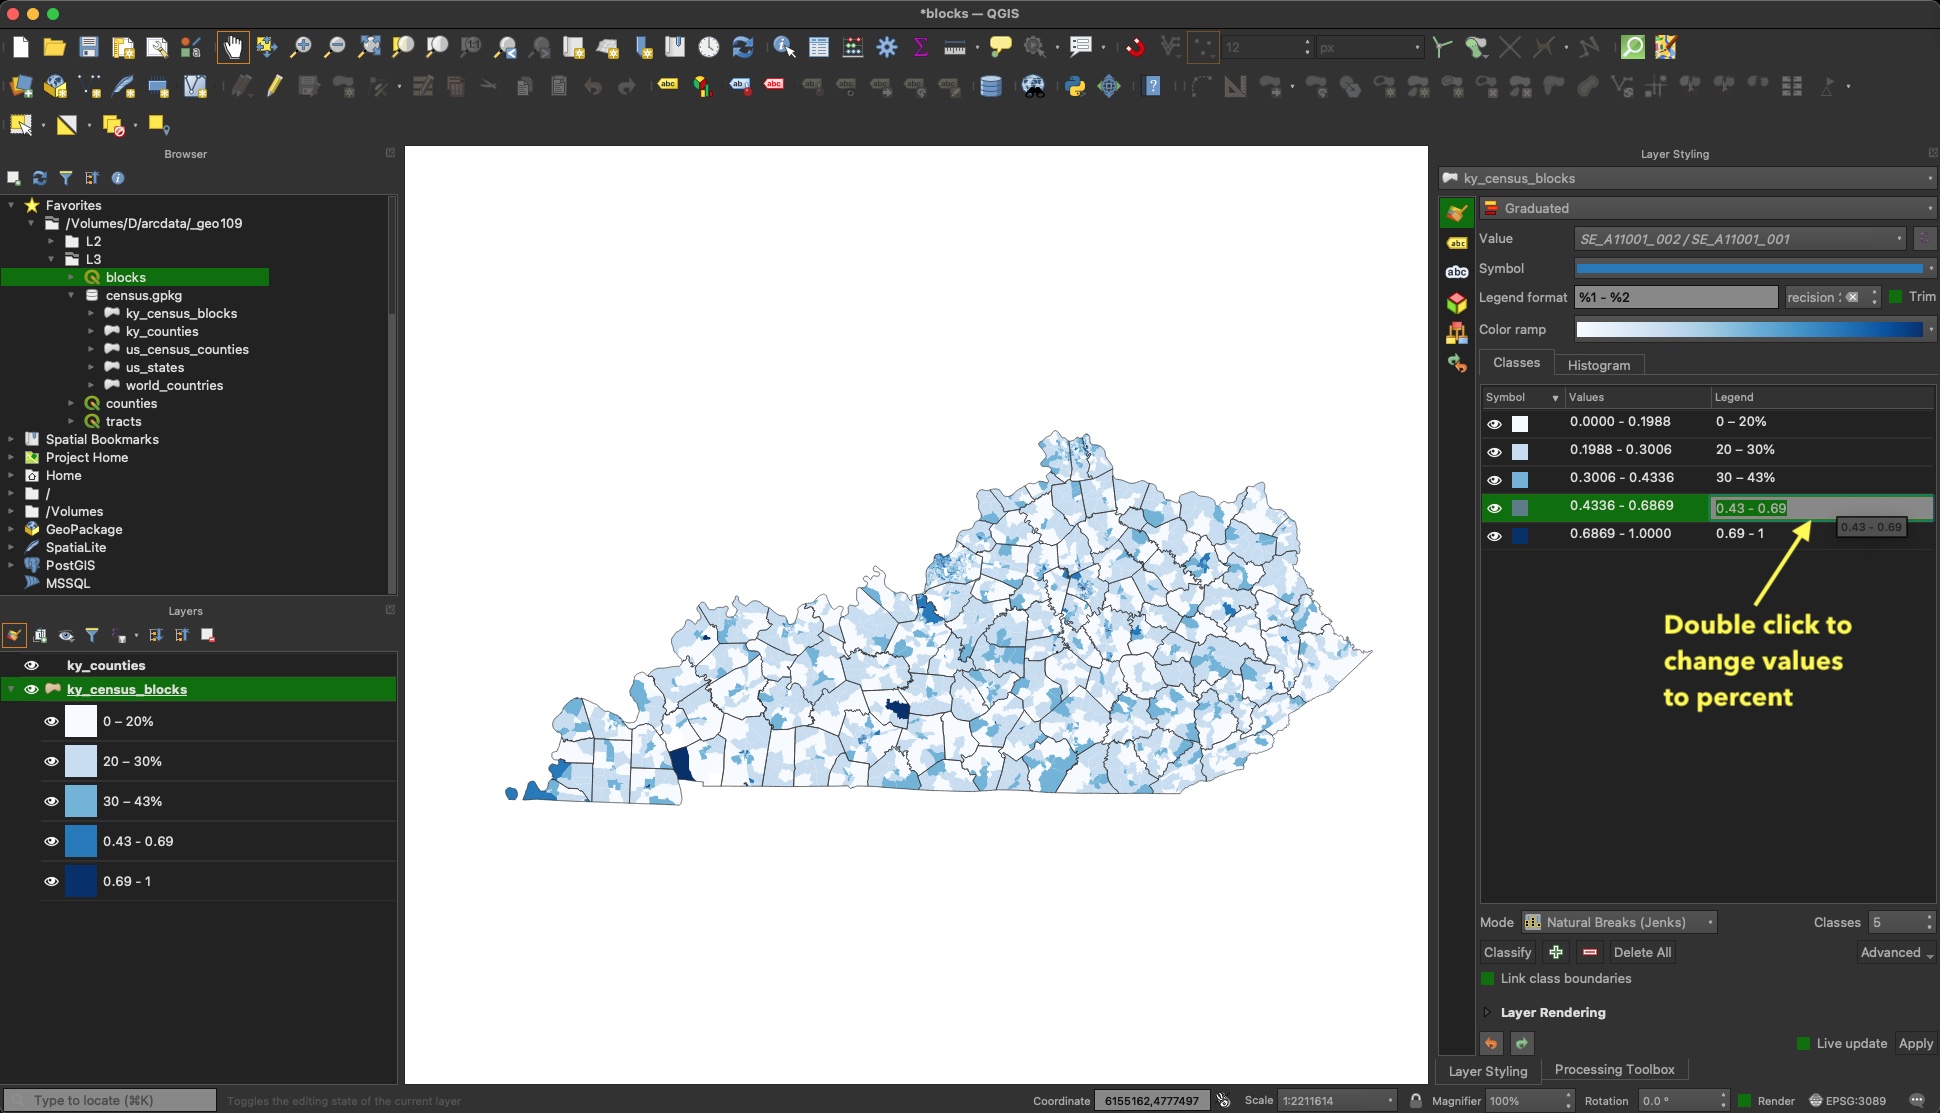 *blocks — QGIS
12
px
Browser
Favorites
/Volumes/D/arcdata/_geo109
L2
L3
blocks
census.gpkg
ky_census_blocks
ky_counties
us_census_counties
us_states
world_countries
counties
tracts
Spatial Bookmarks
Project Home
Home
/
/Volumes
GeoPackage
SpatiaLite
PostGIS
MSSQL
Layers
ky_counties
ky_census_blocks
0 – 20%
20 – 30%
30 – 43%
0.43 - 0.69
0.69 - 1
Layer Styling
ky_census_blocks
Graduated
Value SE_A11001_002 / SE_A11001_001
Symbol
Legend format %1 - %2 recision : Trim
Color ramp
Classes Histogram
Symbol Values Legend
0.0000 - 0.1988 0 – 20%
0.1988 - 0.3006 20 – 30%
0.3006 - 0.4336 30 – 43%
0.4336 - 0.6869 0.43 - 0.69
0.43 - 0.69
0.6869 - 1.0000 0.69 - 1
Double click to
change values
to percent
Mode Natural Breaks (Jenks) Classes 5
Classify Delete All Advanced
Link class boundaries
Layer Rendering
Live update Apply
Layer Styling Processing Toolbox
Type to locate (⌘K) Toggles the editing state of the current layer Coordinate 6155162,4777497 Scale 1:2211614 Magnifier 100% Rotation 0.0 ° Render EPSG:3089